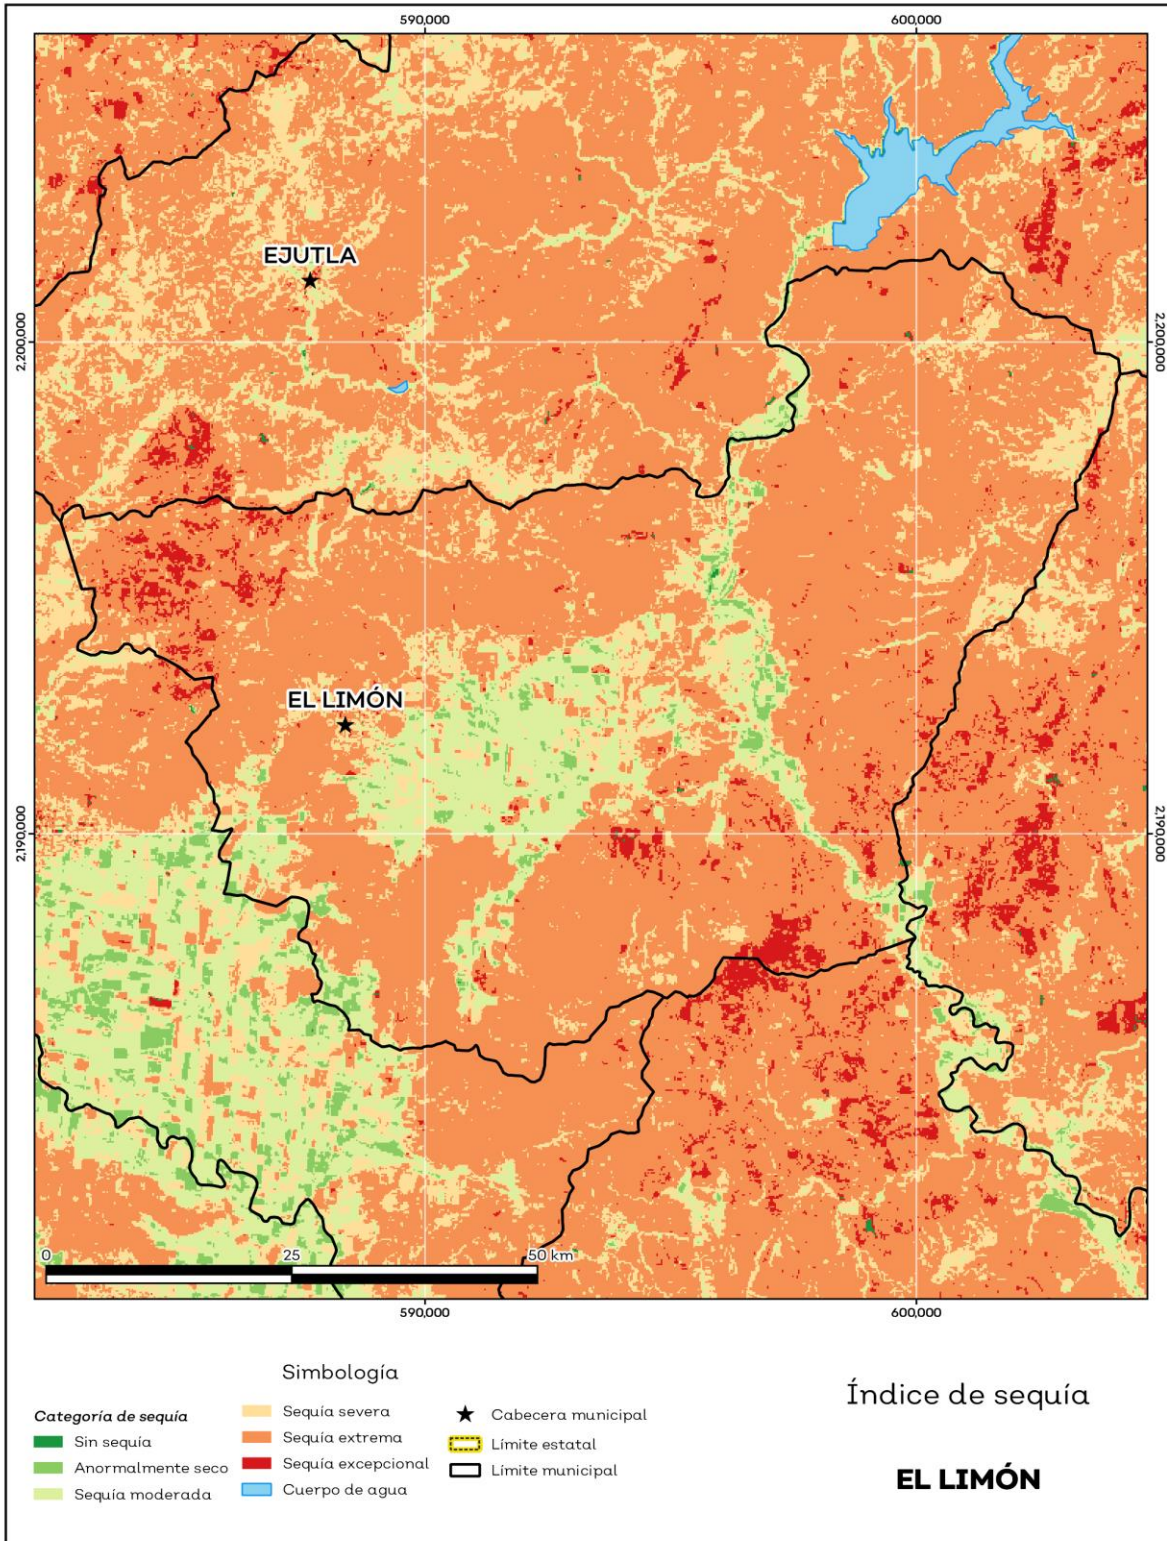 590,000
600,000
EJUTLA
2,200,000
2,200,000
EL LIMÓN
2,190,000
2,190,000
0
25
50 km
590,000
600,000
Simbología
Categoría de sequía
Sin sequía
Anormalmente seco
Sequía moderada
Sequía severa
Sequía extrema
Sequía excepcional
Cuerpo de agua
Cabecera municipal
Límite estatal
Límite municipal
Índice de sequía
EL LIMÓN